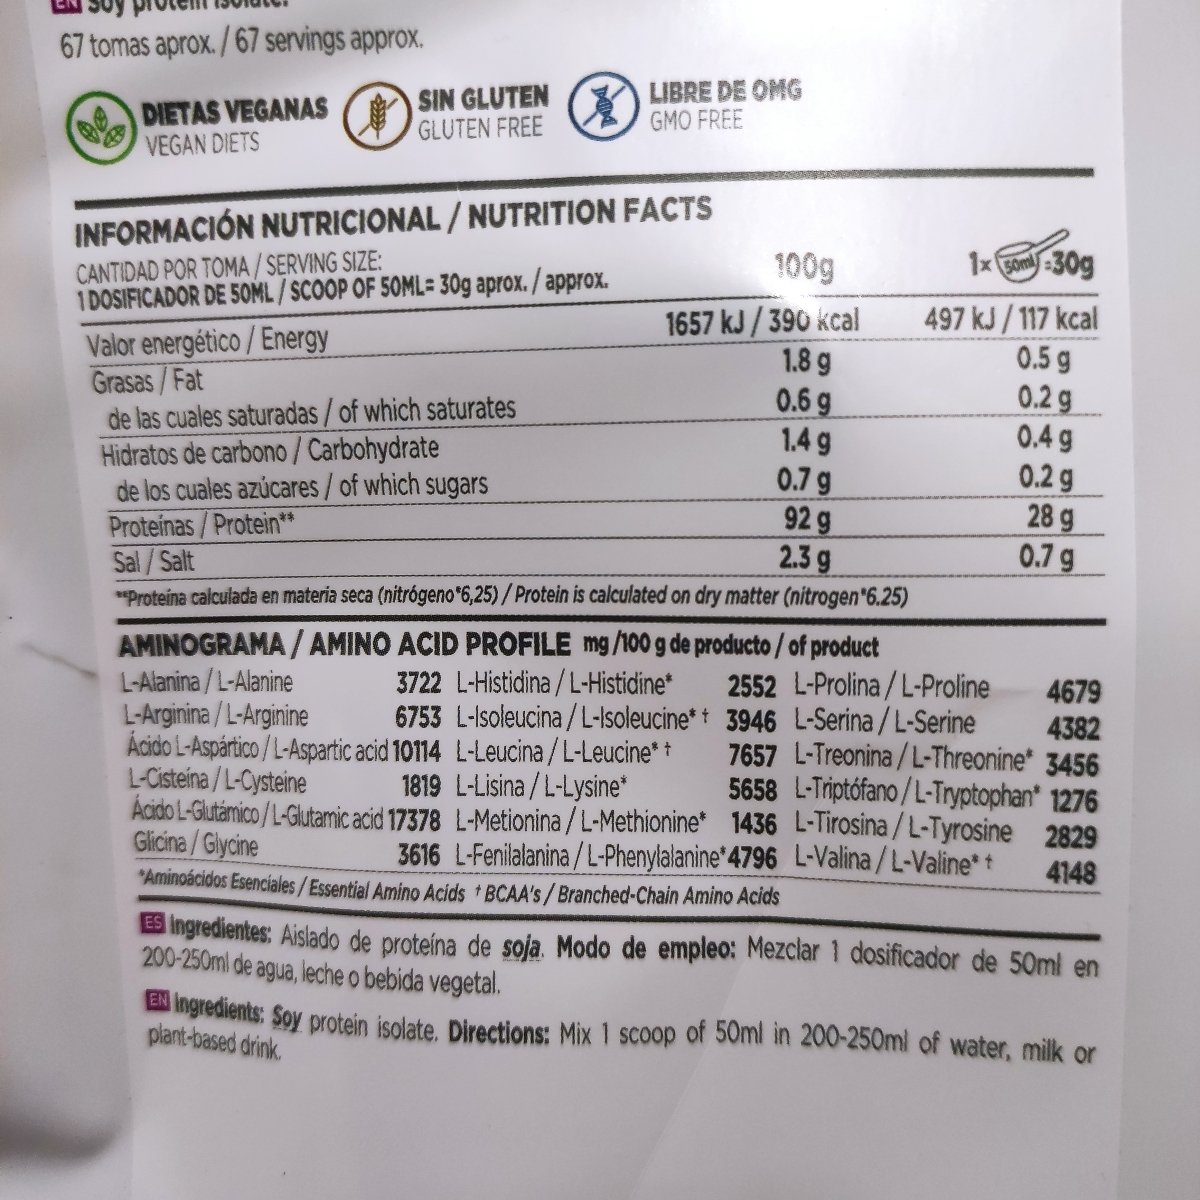 EN Soy protein isolate.
67 tomas aprox. / 67 servings approx.
DIETAS VEGANAS
VEGAN DIETS
SIN GLUTEN
GLUTEN FREE
LIBRE DE OMG
GMO FREE
INFORMACIÓN NUTRICIONAL / NUTRITION FACTS
CANTIDAD POR TOMA / SERVING SIZE:
1 DOSIFICADOR DE 50ML / SCOOP OF 50ML= 30g aprox. / approx. 100g 1x 50ml =30g
Valor energético / Energy 1657 kJ / 390 kcal 497 kJ / 117 kcal
Grasas / Fat 1.8 g 0.5 g
de las cuales saturadas / of which saturates 0.6 g 0.2 g
Hidratos de carbono / Carbohydrate 1.4 g 0.4 g
de los cuales azúcares / of which sugars 0.7 g 0.2 g
Proteínas / Protein** 92 g 28 g
Sal / Salt 2.3 g 0.7 g
**Proteína calculada en materia seca (nitrógeno*6,25) / Protein is calculated on dry matter (nitrogen*6.25)
AMINOGRAMA / AMINO ACID PROFILE mg/100 g de producto / of product
L-Alanina / L-Alanine 3722 L-Histidina / L-Histidine* 2552 L-Prolina / L-Proline 4679
L-Arginina / L-Arginine 6753 L-Isoleucina / L-Isoleucine* † 3946 L-Serina / L-Serine 4382
Ácido L-Aspártico / L-Aspartic acid 10114 L-Leucina / L-Leucine* † 7657 L-Treonina / L-Threonine* 3456
L-Cisteína / L-Cysteine 1819 L-Lisina / L-Lysine* 5658 L-Triptófano / L-Tryptophan* 1276
Ácido L-Glutámico / L-Glutamic acid 17378 L-Metionina / L-Methionine* 1436 L-Tirosina / L-Tyrosine 2829
Glicina / Glycine 3616 L-Fenilalanina / L-Phenylalanine* 4796 L-Valina / L-Valine* † 4148
*Aminoácidos Esenciales / Essential Amino Acids † BCAA's / Branched-Chain Amino Acids
ES Ingredientes: Aislado de proteína de soja. Modo de empleo: Mezclar 1 dosificador de 50ml en
200-250ml de agua, leche o bebida vegetal.
EN Ingredients: Soy protein isolate. Directions: Mix 1 scoop of 50ml in 200-250ml of water, milk or
plant-based drink.